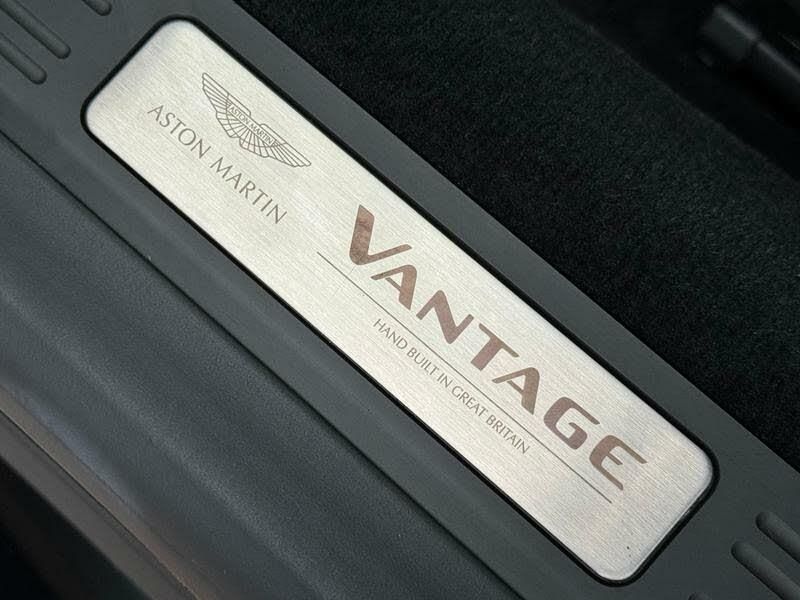 ASTON MARTIN
ASTON MARTIN
VANTAGE
HAND BUILT IN GREAT BRITAIN